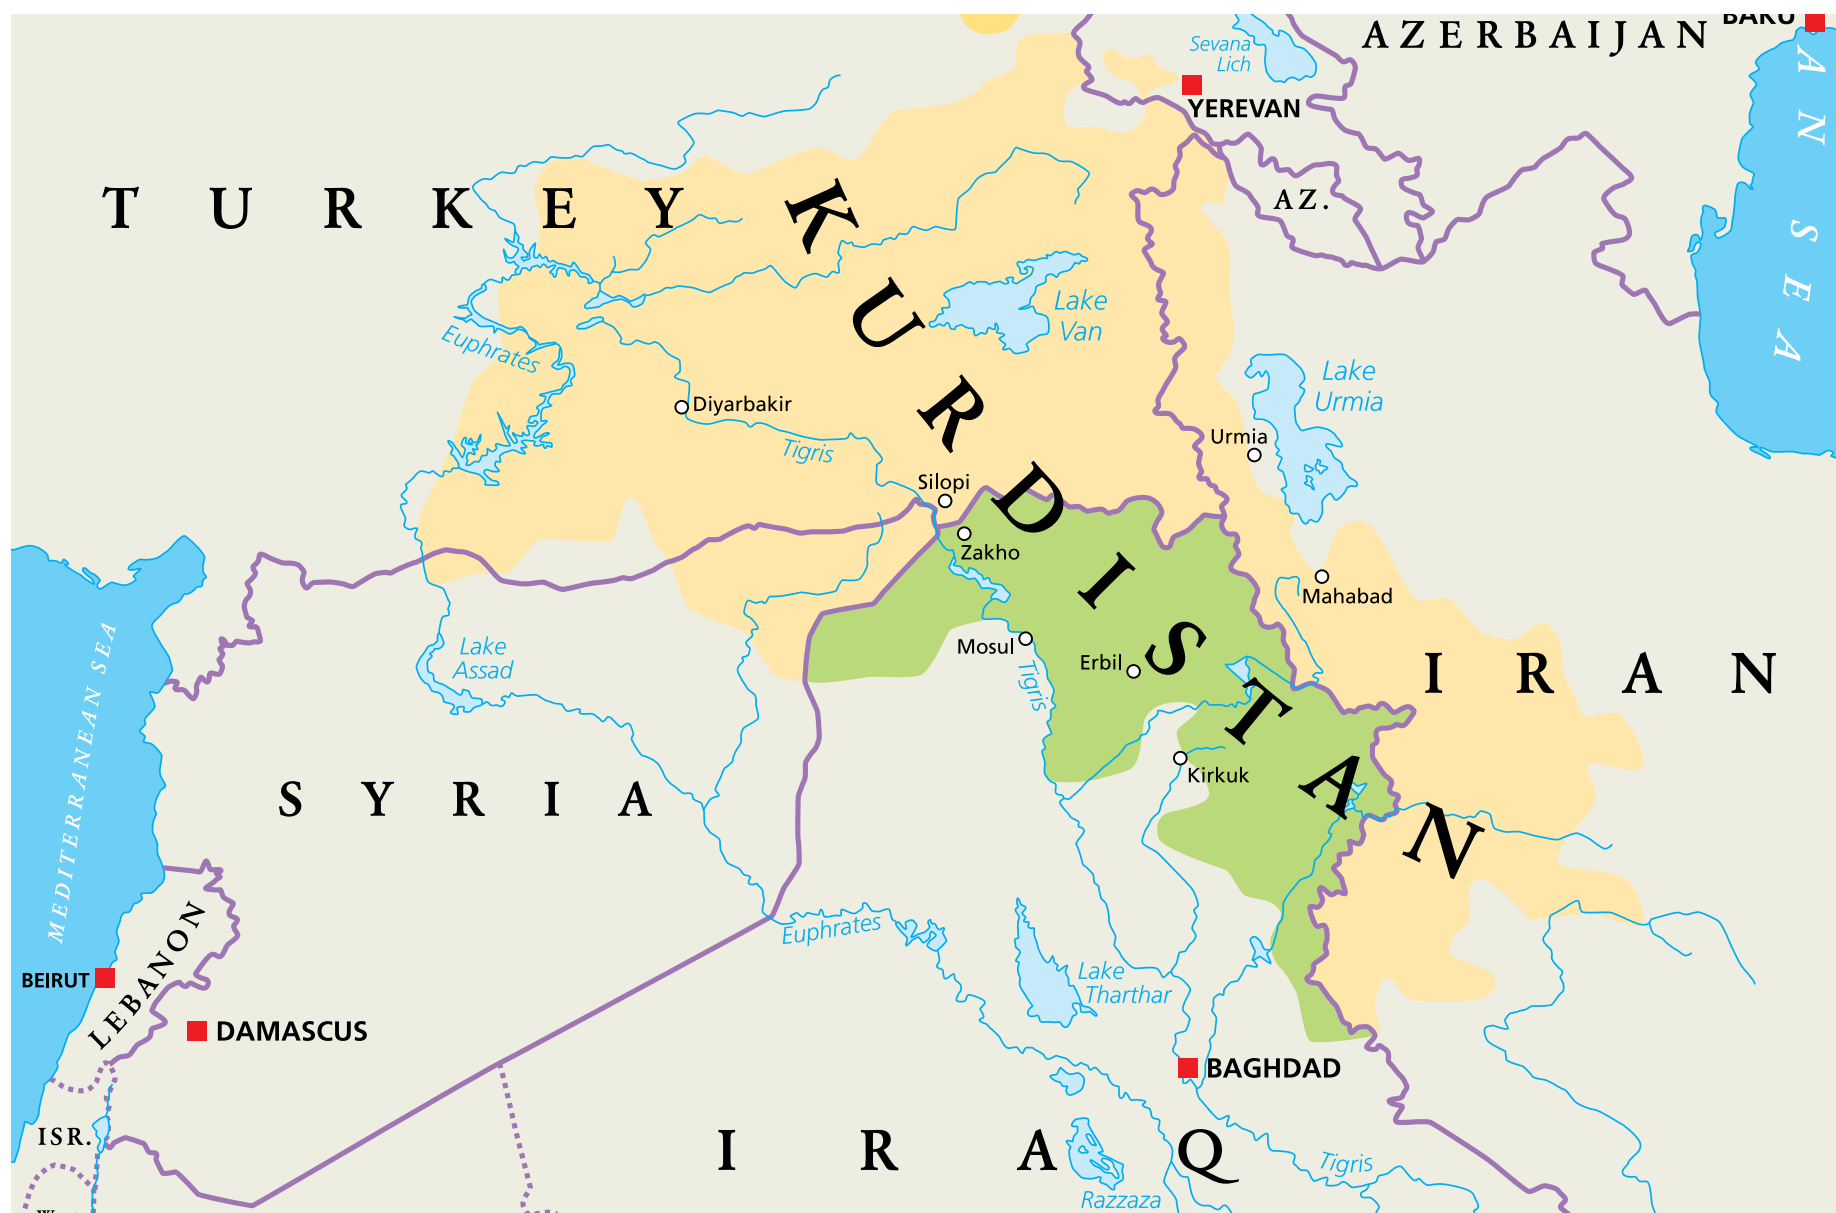 AZERBAIJAN
BAKU
Sevana
Lich
YEREVAN
AN SEA
TURKEY
KURDISTAN
AZ.
Lake
Van
Euphrates
Lake
Urmia
Diyarbakir
Urmia
Tigris
Silopi
Zakho
Mahabad
MEDITERRANEAN SEA
Lake
Assad
Mosul
Erbil
Tigris
IRAN
Kirkuk
SYRIA
LEBANON
Euphrates
BEIRUT
Lake
Tharthar
DAMASCUS
BAGHDAD
ISR.
IRAQ
Tigris
Razzaza